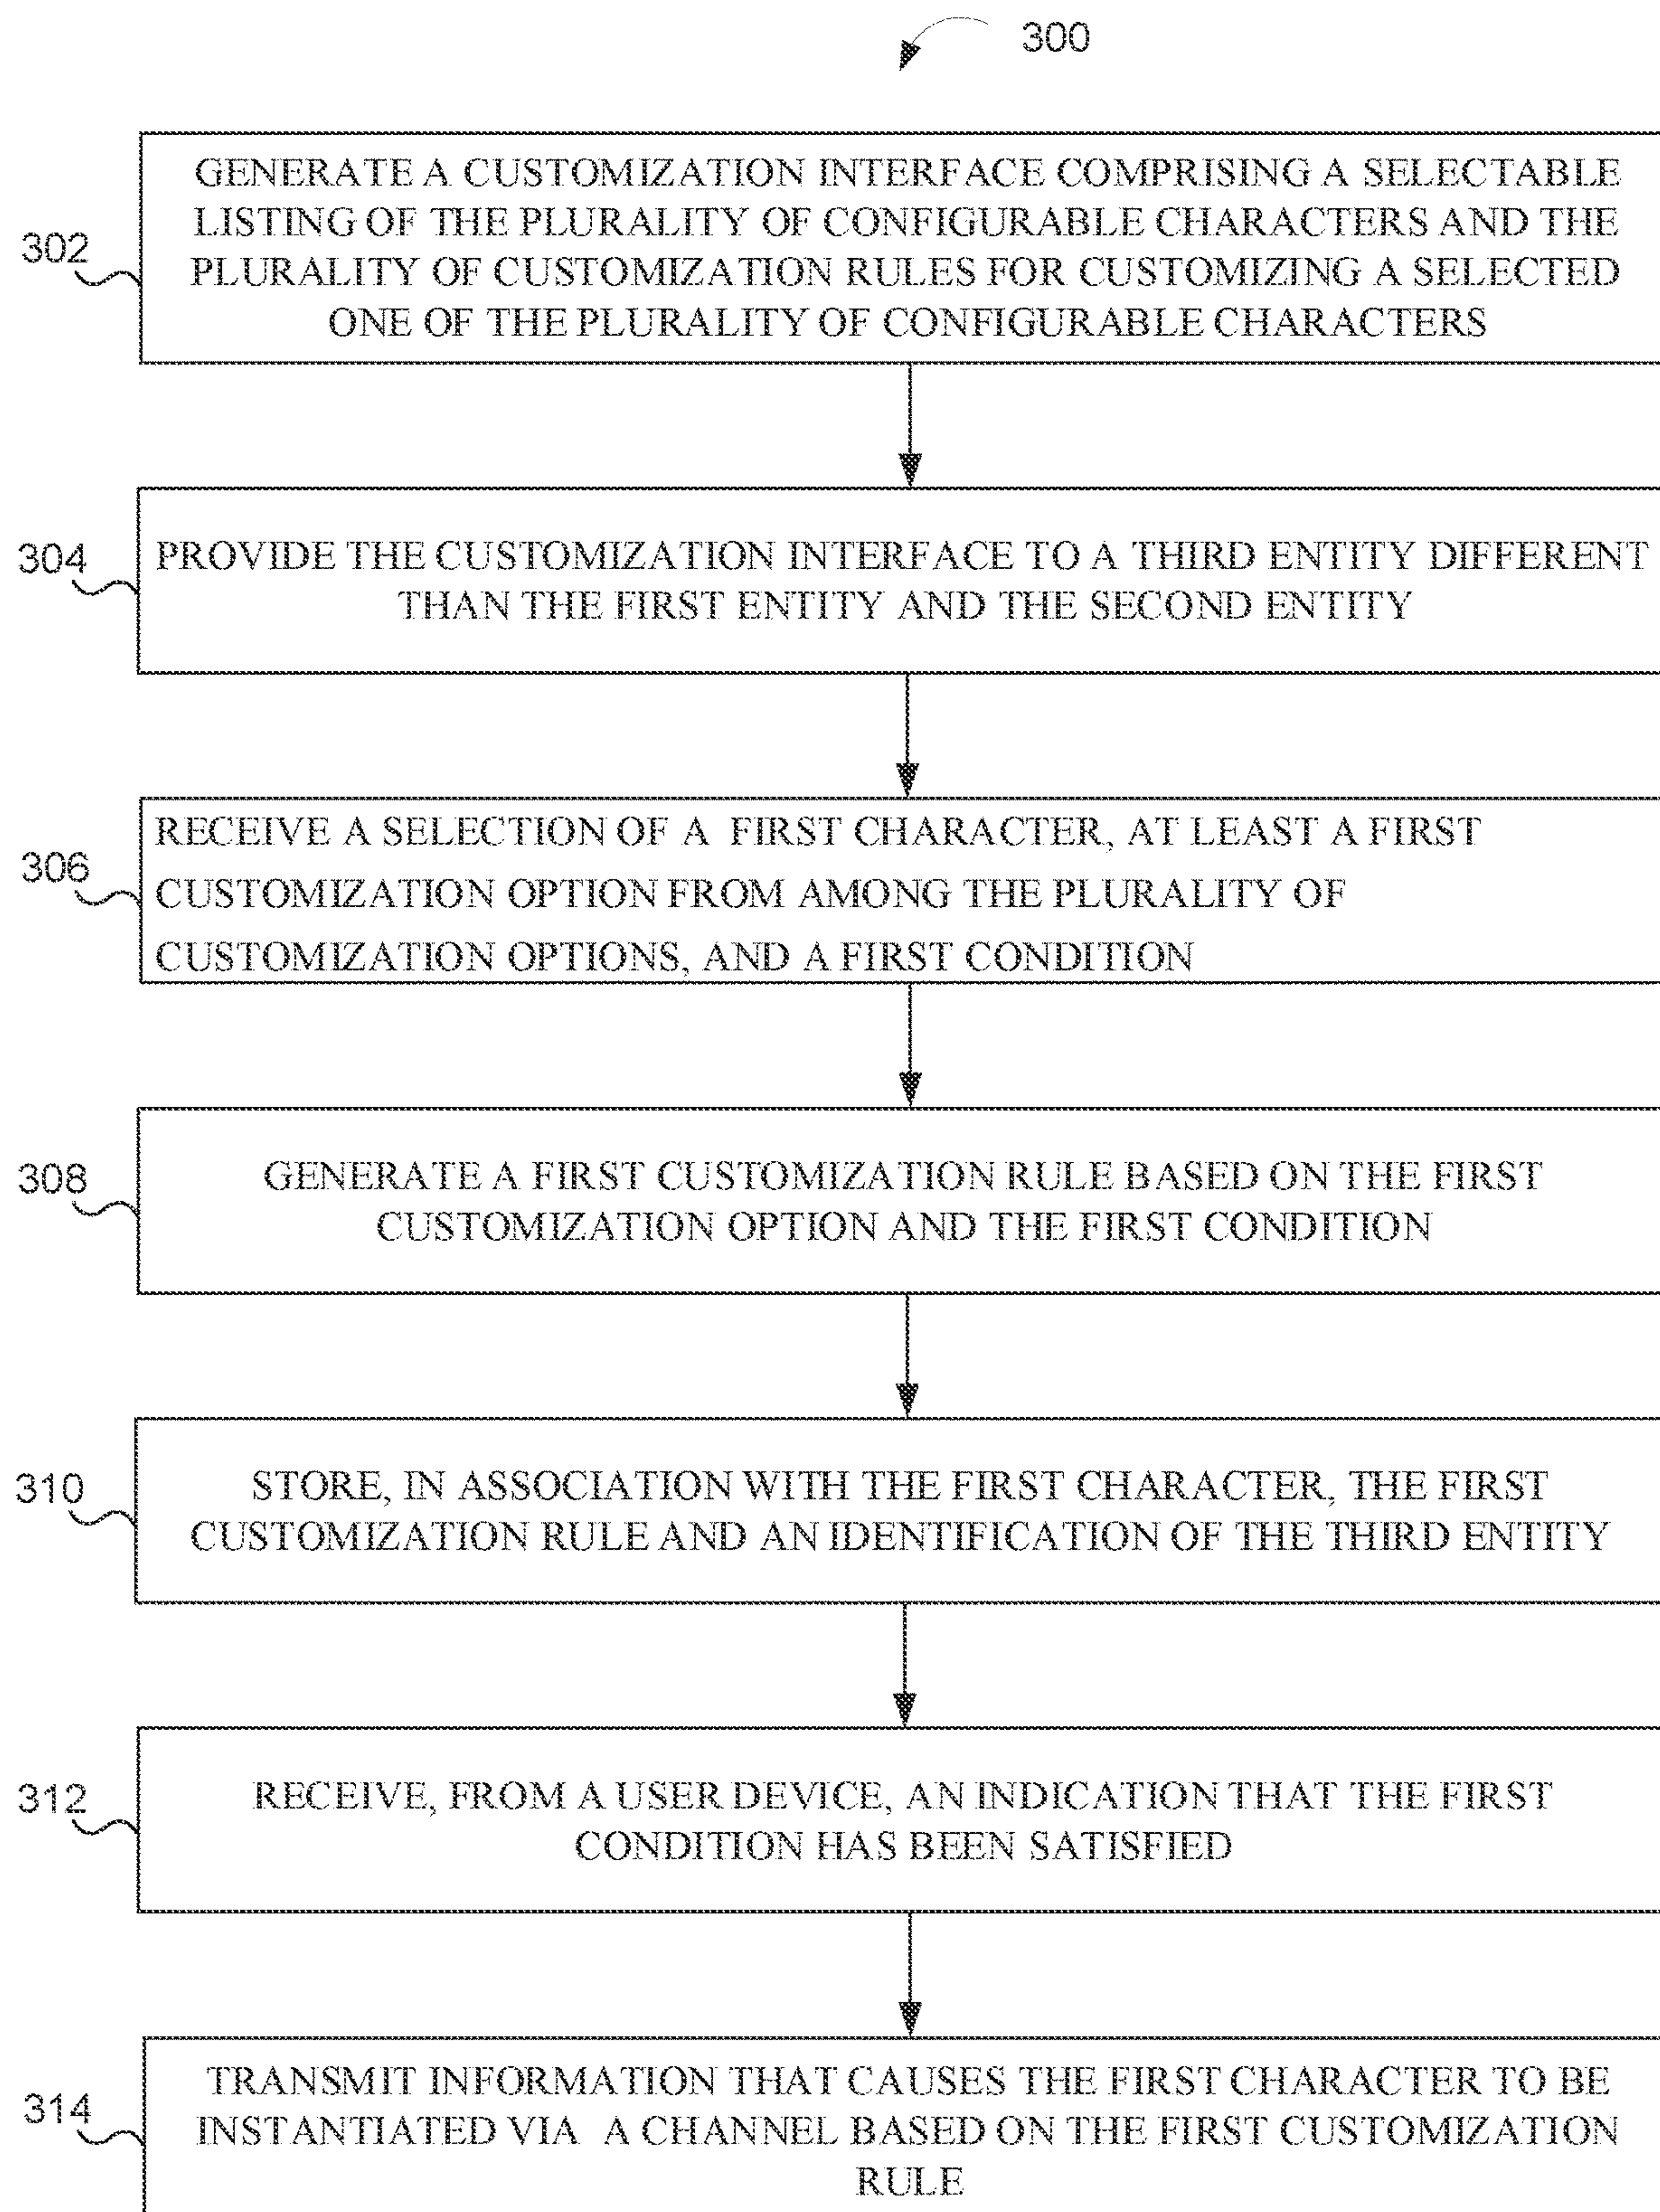 300
302
GENERATE A CUSTOMIZATION INTERFACE COMPRISING A SELECTABLE
LISTING OF THE PLURALITY OF CONFIGURABLE CHARACTERS AND THE
PLURALITY OF CUSTOMIZATION RULES FOR CUSTOMIZING A SELECTED
ONE OF THE PLURALITY OF CONFIGURABLE CHARACTERS
304
PROVIDE THE CUSTOMIZATION INTERFACE TO A THIRD ENTITY DIFFERENT
THAN THE FIRST ENTITY AND THE SECOND ENTITY
306
RECEIVE A SELECTION OF A FIRST CHARACTER, AT LEAST A FIRST
CUSTOMIZATION OPTION FROM AMONG THE PLURALITY OF
CUSTOMIZATION OPTIONS, AND A FIRST CONDITION
308
GENERATE A FIRST CUSTOMIZATION RULE BASED ON THE FIRST
CUSTOMIZATION OPTION AND THE FIRST CONDITION
310
STORE, IN ASSOCIATION WITH THE FIRST CHARACTER, THE FIRST
CUSTOMIZATION RULE AND AN IDENTIFICATION OF THE THIRD ENTITY
312
RECEIVE, FROM A USER DEVICE, AN INDICATION THAT THE FIRST
CONDITION HAS BEEN SATISFIED
314
TRANSMIT INFORMATION THAT CAUSES THE FIRST CHARACTER TO BE
INSTANTIATED VIA A CHANNEL BASED ON THE FIRST CUSTOMIZATION
RULE